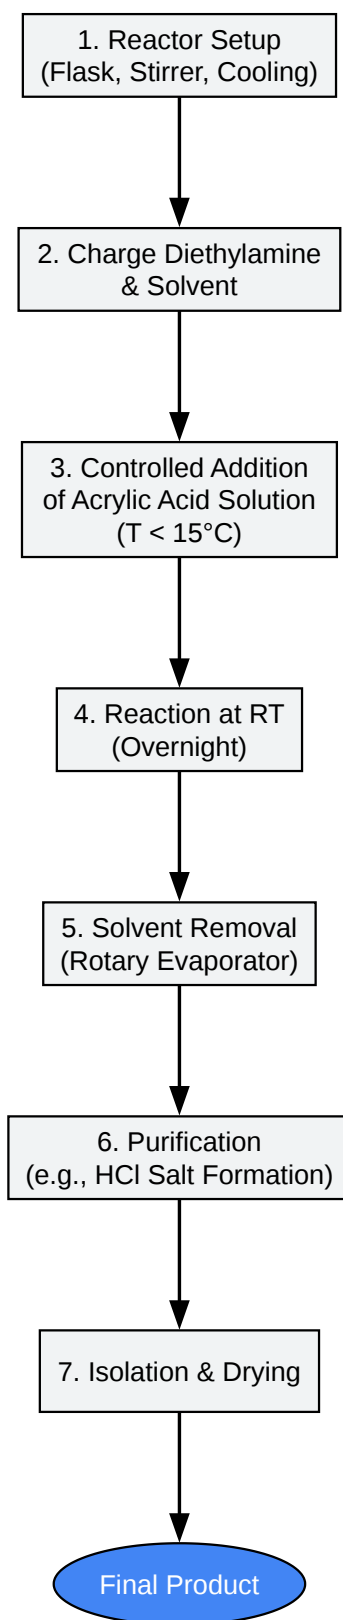 1. Reactor Setup
(Flask, Stirrer, Cooling)
2. Charge Diethylamine
& Solvent
3. Controlled Addition
of Acrylic Acid Solution
(T < 15°C)
4. Reaction at RT
(Overnight)
5. Solvent Removal
(Rotary Evaporator)
6. Purification
(e.g., HCl Salt Formation)
7. Isolation & Drying
Final Product